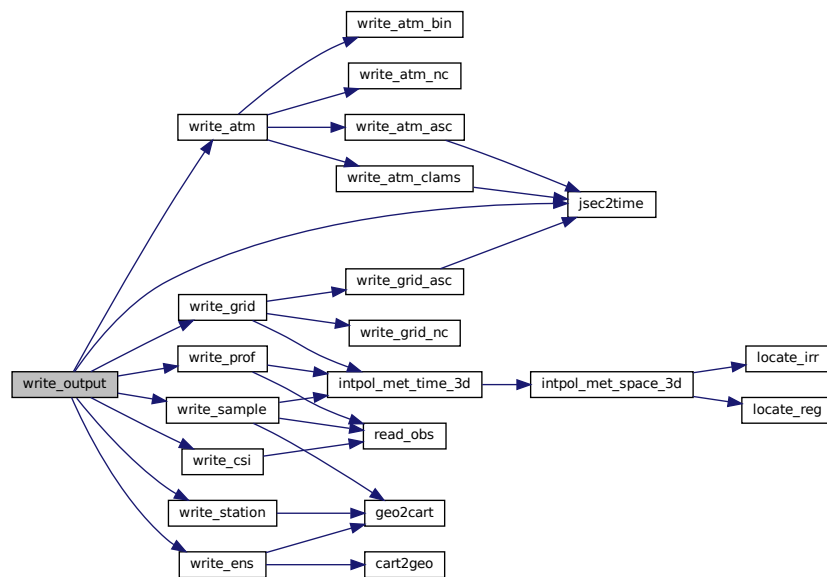 write_atm_bin
write_atm_nc
write_atm
write_atm_asc
write_atm_clams
jsec2time
write_grid_asc
write_grid
write_grid_nc
write_prof
locate_irr
write_output
intpol_met_time_3d
intpol_met_space_3d
write_sample
locate_reg
read_obs
write_csi
write_station
geo2cart
write_ens
cart2geo